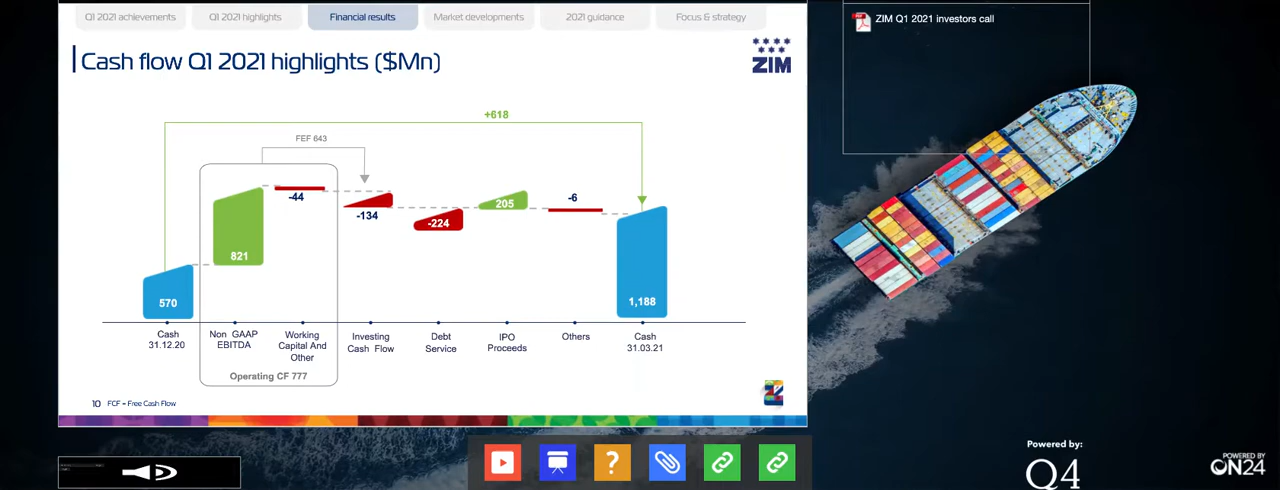 Q1 2021 achievements
Q1 2021 highlights
Financial results
Market developments
2021 guidance
Focus & strategy
ZIM Q1 2021 investors call
Cash flow Q1 2021 highlights ($Mn)
ZIM
+618
FEF 643
570
821
-44
-134
-224
205
-6
1,188
Cash
31.12.20
Non GAAP
EBITDA
Working
Capital And
Other
Investing
Cash Flow
Debt
Service
IPO
Proceeds
Others
Cash
31.03.21
Operating CF 777
10 FCF = Free Cash Flow
Powered by:
Q4
POWERED BY
ON24